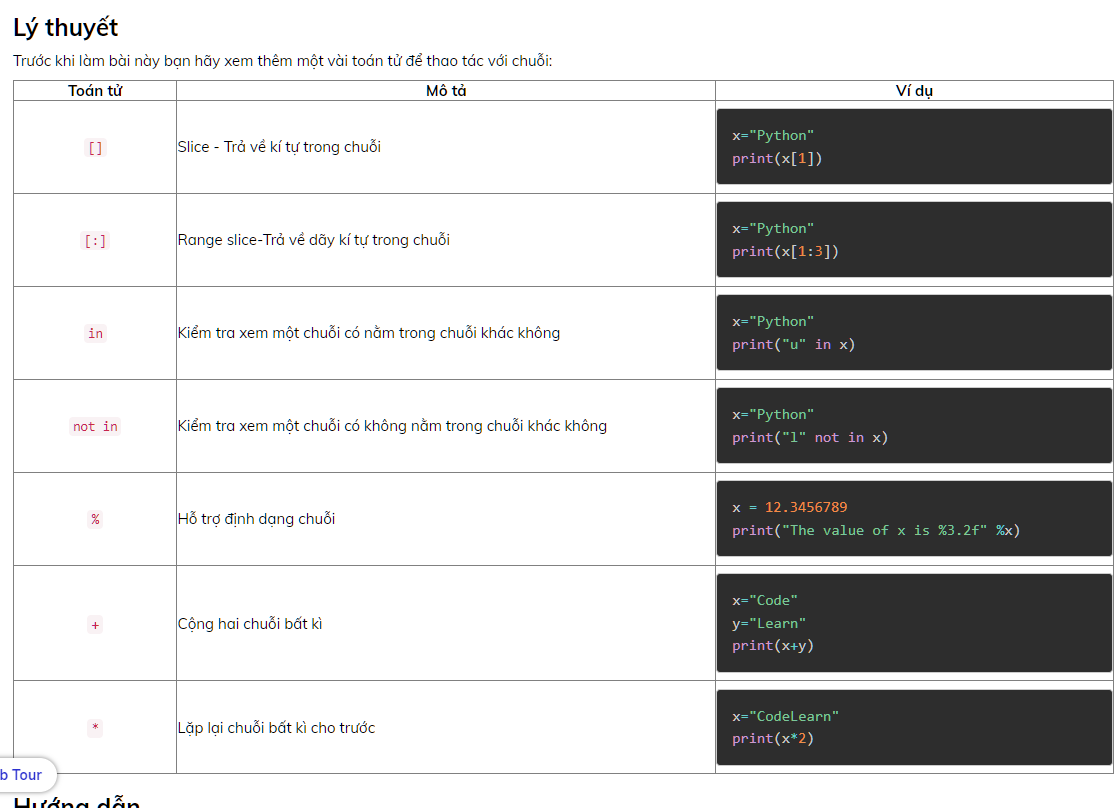 Lý thuyết
Trước khi làm bài này bạn hãy xem thêm một vài toán tử để thao tác với chuỗi:
Toán tử Mô tả Ví dụ
[] Slice - Trả về kí tự trong chuỗi
x="Python"
print(x[1])
[:] Range slice-Trả về dãy kí tự trong chuỗi
x="Python"
print(x[1:3])
in Kiểm tra xem một chuỗi có nằm trong chuỗi khác không
x="Python"
print("u" in x)
not in Kiểm tra xem một chuỗi có không nằm trong chuỗi khác không
x="Python"
print("l" not in x)
% Hỗ trợ định dạng chuỗi
x = 12.3456789
print("The value of x is %3.2f" %x)
+ Cộng hai chuỗi bất kì
x="Code"
y="Learn"
print(x+y)
* Lặp lại chuỗi bất kì cho trước
x="CodeLearn"
print(x*2)
b Tour
Hướng dẫn